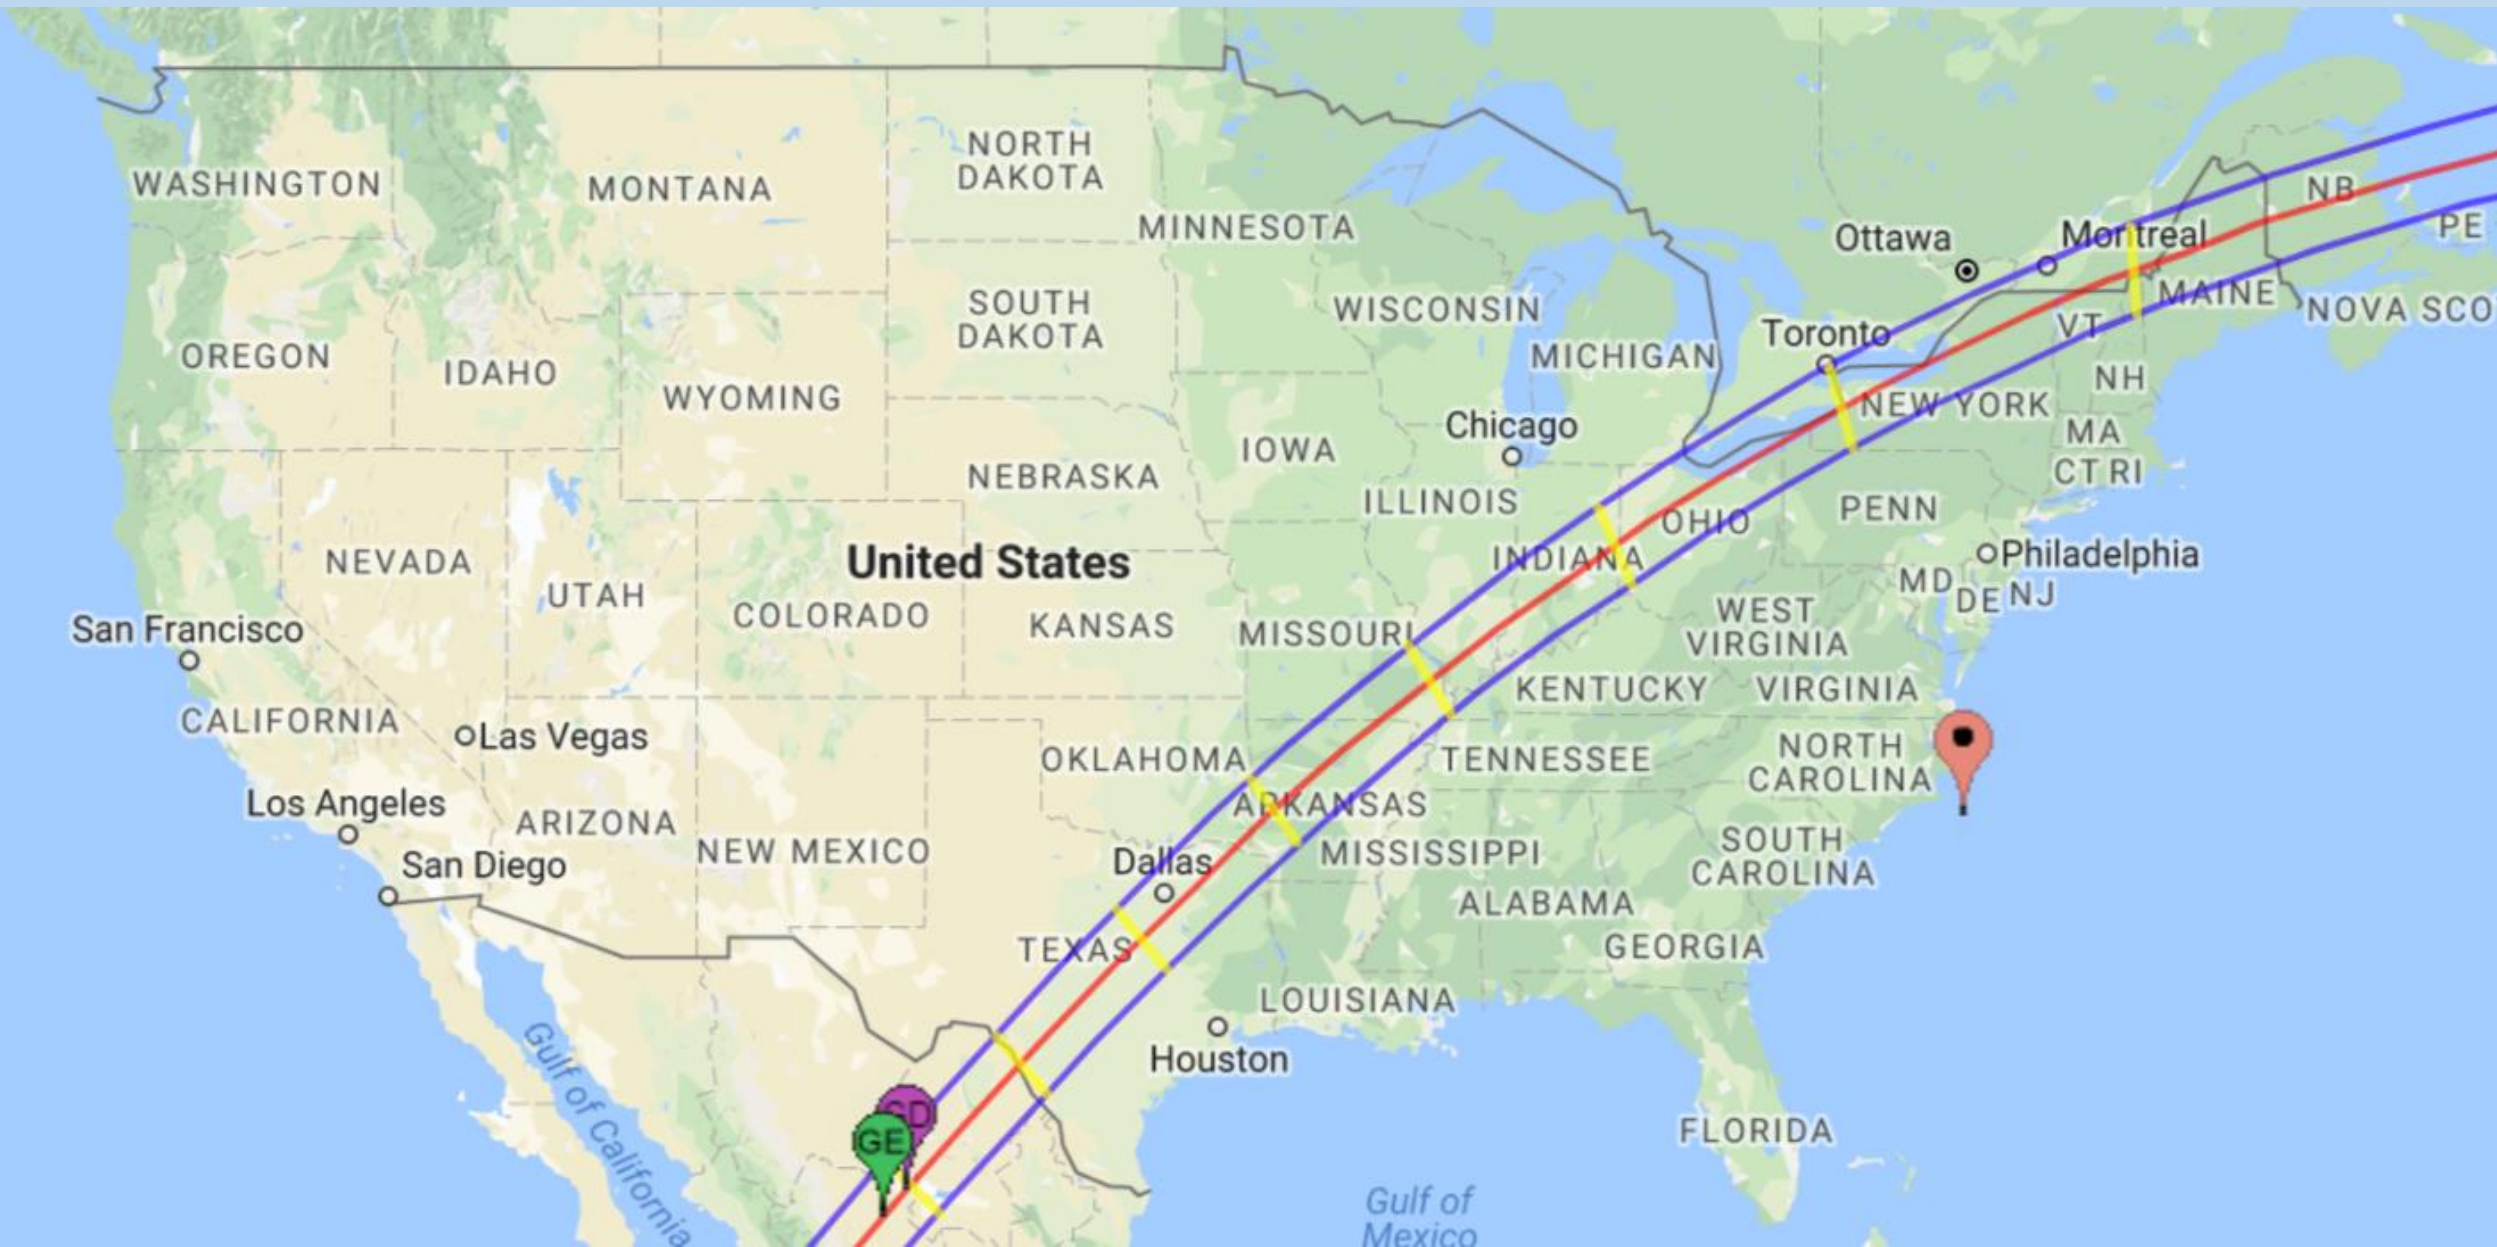 NORTH
DAKOTA
WASHINGTON
MONTANA
NB
MINNESOTA
PE
Ottawa
Montreal
SOUTH
DAKOTA
WISCONSIN
MAINE
NOVA SCO
VT
Toronto
OREGON
IDAHO
MICHIGAN
NH
WYOMING
NEW YORK
Chicago
MA
IOWA
CT RI
NEBRASKA
ILLINOIS
PENN
OHIO
NEVADA
United States
INDIANA
Philadelphia
UTAH
MD
DE NJ
COLORADO
KANSAS
WEST
VIRGINIA
San Francisco
MISSOURI
KENTUCKY
VIRGINIA
CALIFORNIA
Las Vegas
OKLAHOMA
TENNESSEE
NORTH
CAROLINA
Los Angeles
ARIZONA
ARKANSAS
NEW MEXICO
SOUTH
CAROLINA
San Diego
Dallas
MISSISSIPPI
ALABAMA
TEXAS
GEORGIA
LOUISIANA
Houston
Gulf of California
GD
GE
FLORIDA
Gulf of
Mexico